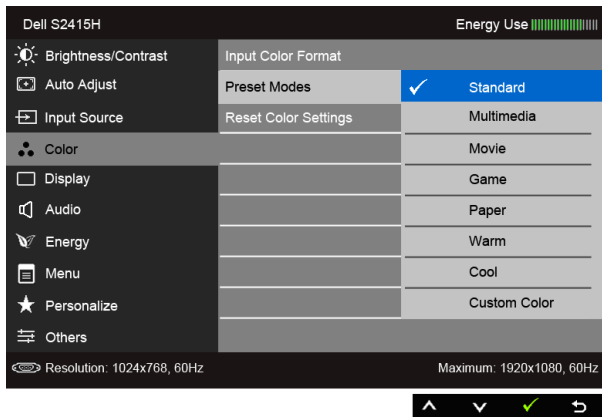 Dell S2415H
Energy Use
Brightness/Contrast
Input Color Format
Auto Adjust
Preset Modes
Standard
Input Source
Reset Color Settings
Multimedia
Color
Movie
Display
Game
Audio
Paper
Energy
Warm
Menu
Cool
Personalize
Custom Color
Others
Resolution: 1024x768, 60Hz
Maximum: 1920x1080, 60Hz